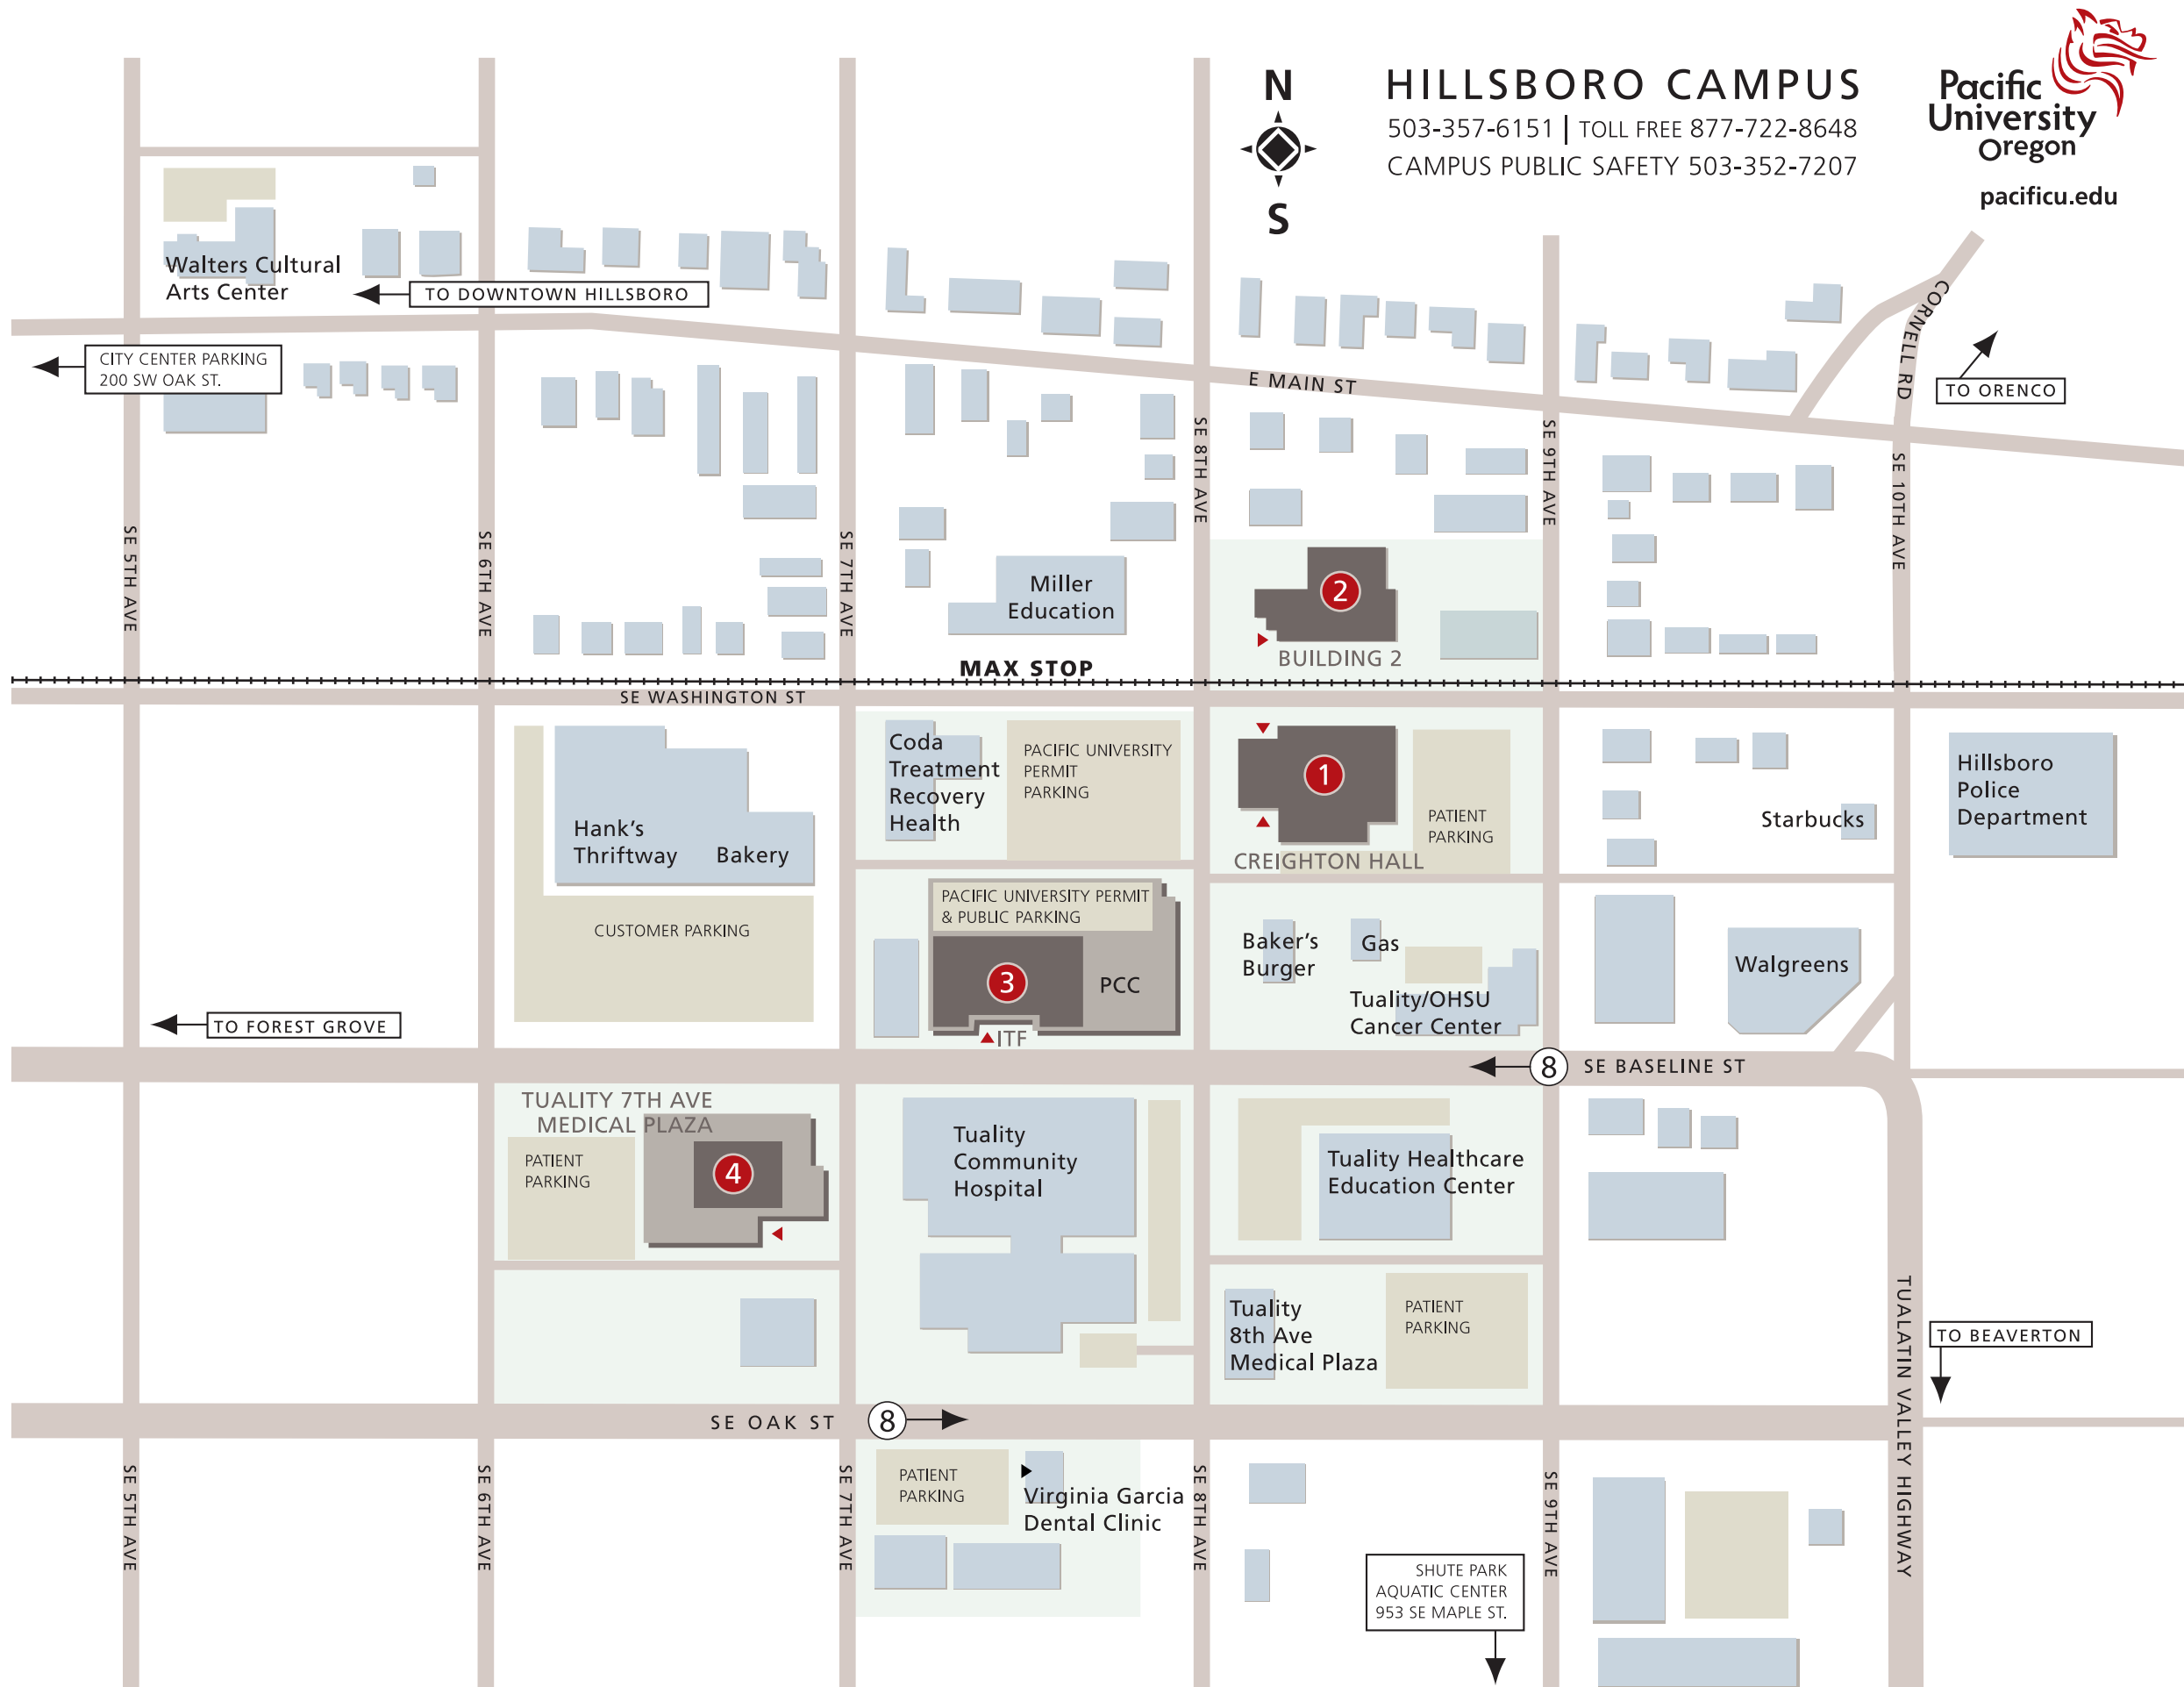 N
S
HILLSBORO CAMPUS
503-357-6151 | TOLL FREE 877-722-8648
CAMPUS PUBLIC SAFETY 503-352-7207
Pacific
University
Oregon
pacificu.edu
Walters Cultural
Arts Center
TO DOWNTOWN HILLSBORO
CITY CENTER PARKING
200 SW OAK ST.
E MAIN ST
CORNELL RD
TO ORENCO
SE 5TH AVE
SE 6TH AVE
SE 7TH AVE
SE 8TH AVE
SE 9TH AVE
SE 10TH AVE
Miller
Education
2
BUILDING 2
MAX STOP
SE WASHINGTON ST
Hank's
Thriftway
Bakery
CUSTOMER PARKING
Coda
Treatment
Recovery
Health
PACIFIC UNIVERSITY
PERMIT
PARKING
1
CREIGHTON HALL
PATIENT
PARKING
Starbucks
Hillsboro
Police
Department
PACIFIC UNIVERSITY PERMIT
& PUBLIC PARKING
3
PCC
ITF
Baker's
Burger
Gas
Tuality/OHSU
Cancer Center
Walgreens
TO FOREST GROVE
8
SE BASELINE ST
TUALITY 7TH AVE
MEDICAL PLAZA
PATIENT
PARKING
4
Tuality
Community
Hospital
Tuality Healthcare
Education Center
Tuality
8th Ave
Medical Plaza
PATIENT
PARKING
TUALATIN VALLEY HIGHWAY
TO BEAVERTON
SE OAK ST
8
PATIENT
PARKING
Virginia Garcia
Dental Clinic
SE 5TH AVE
SE 6TH AVE
SE 7TH AVE
SE 8TH AVE
SE 9TH AVE
SHUTE PARK
AQUATIC CENTER
953 SE MAPLE ST.